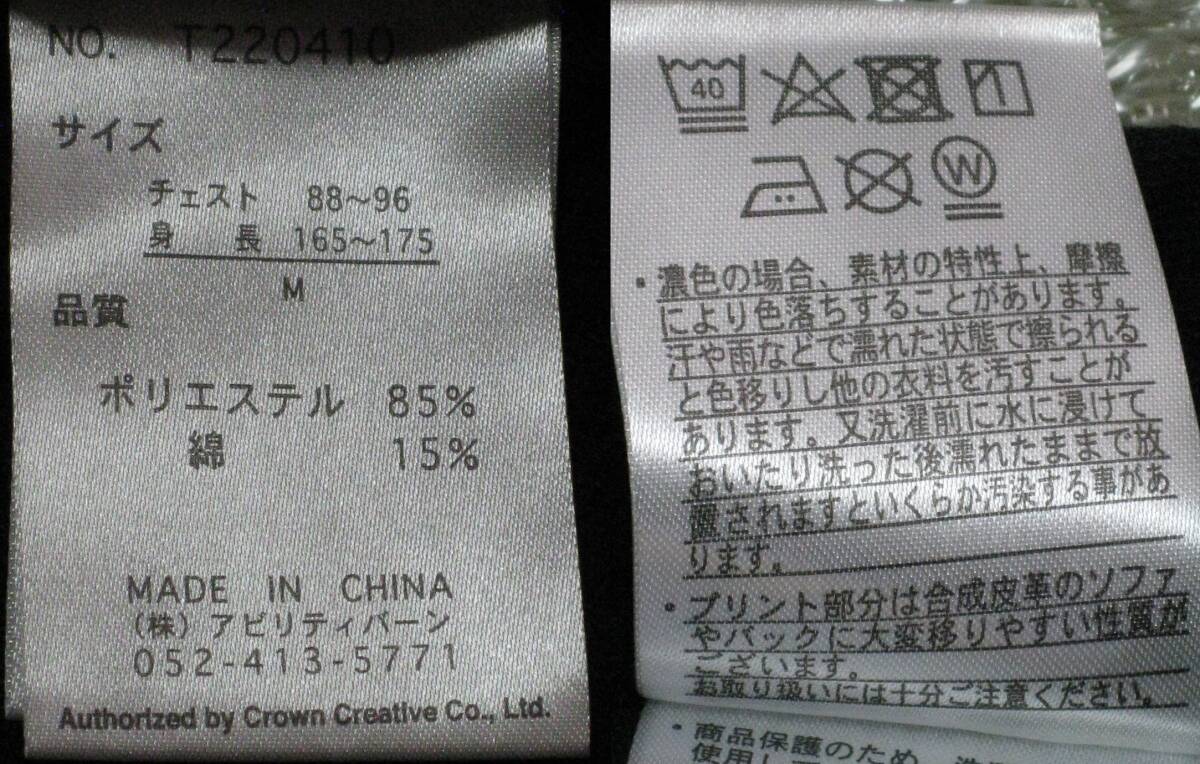 NO. T220410
サイズ
チェスト 88～96
身 長 165～175
M
品質
ポリエステル 85%
綿 15%
MADE IN CHINA
（株）アビリティバーン
052-413-5771
Authorized by Crown Creative Co., Ltd.
40
W
・濃色の場合、素材の特性上、摩擦
により色落ちすることがあります。
汗や雨などで濡れた状態で擦られる
と色移りし他の衣料を汚すことが
あります。又洗濯前に水に浸けて
おいたり洗った後濡れたままで放
置されますといくらか汚染する事があ
ります。
・プリント部分は合成皮革のソファ
やバックに大変移りやすい性質が
ございます。
お取り扱いには十分ご注意ください。
・商品保護のため、洗
使用し